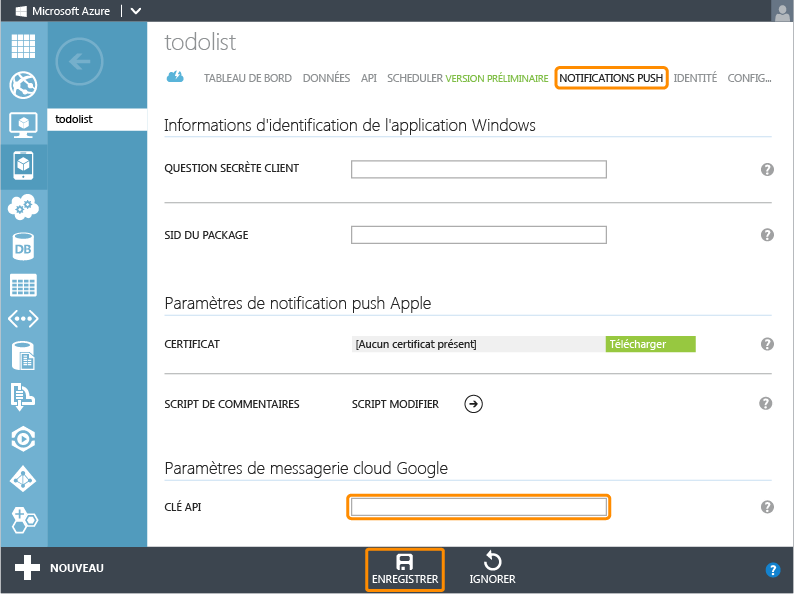 Microsoft Azure
todolist
TABLEAU DE BORD DONNÉES API SCHEDULER VERSION PRÉLIMINAIRE NOTIFICATIONS PUSH IDENTITÉ CONFIG...
todolist
Informations d'identification de l'application Windows
QUESTION SECRÈTE CLIENT ?
SID DU PACKAGE ?
DB
Paramètres de notification push Apple
CERTIFICAT [Aucun certificat présent] Télécharger ?
SCRIPT DE COMMENTAIRES SCRIPT MODIFIER ?
Paramètres de messagerie cloud Google
CLÉ API ?
NOUVEAU ENREGISTRER IGNORER ?